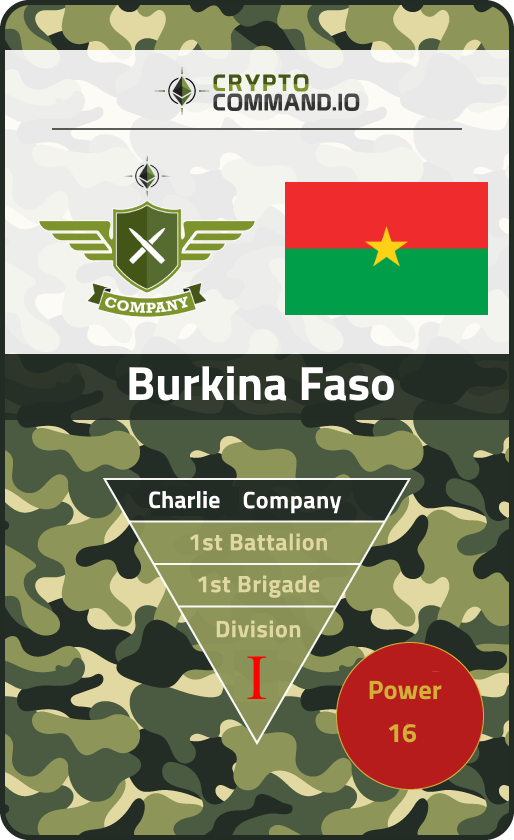 CRYPTO
COMMAND.IO
COMPANY
Burkina Faso
Charlie Company
1st Battalion
1st Brigade
Division
I
Power
16